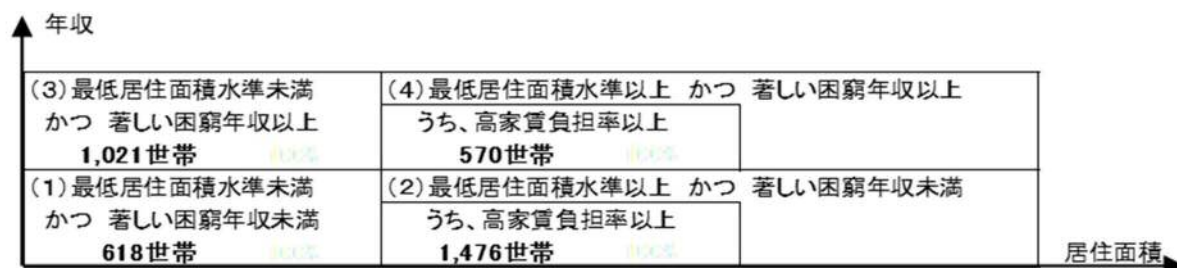 年収
(3)最低居住面積水準未満
かつ 著しい困窮年収以上
1,021世帯
(4)最低居住面積水準以上 かつ 著しい困窮年収以上
うち、高家賃負担率以上
570世帯
(1)最低居住面積水準未満
かつ 著しい困窮年収未満
618世帯
(2)最低居住面積水準以上 かつ 著しい困窮年収未満
うち、高家賃負担率以上
1,476世帯
居住面積